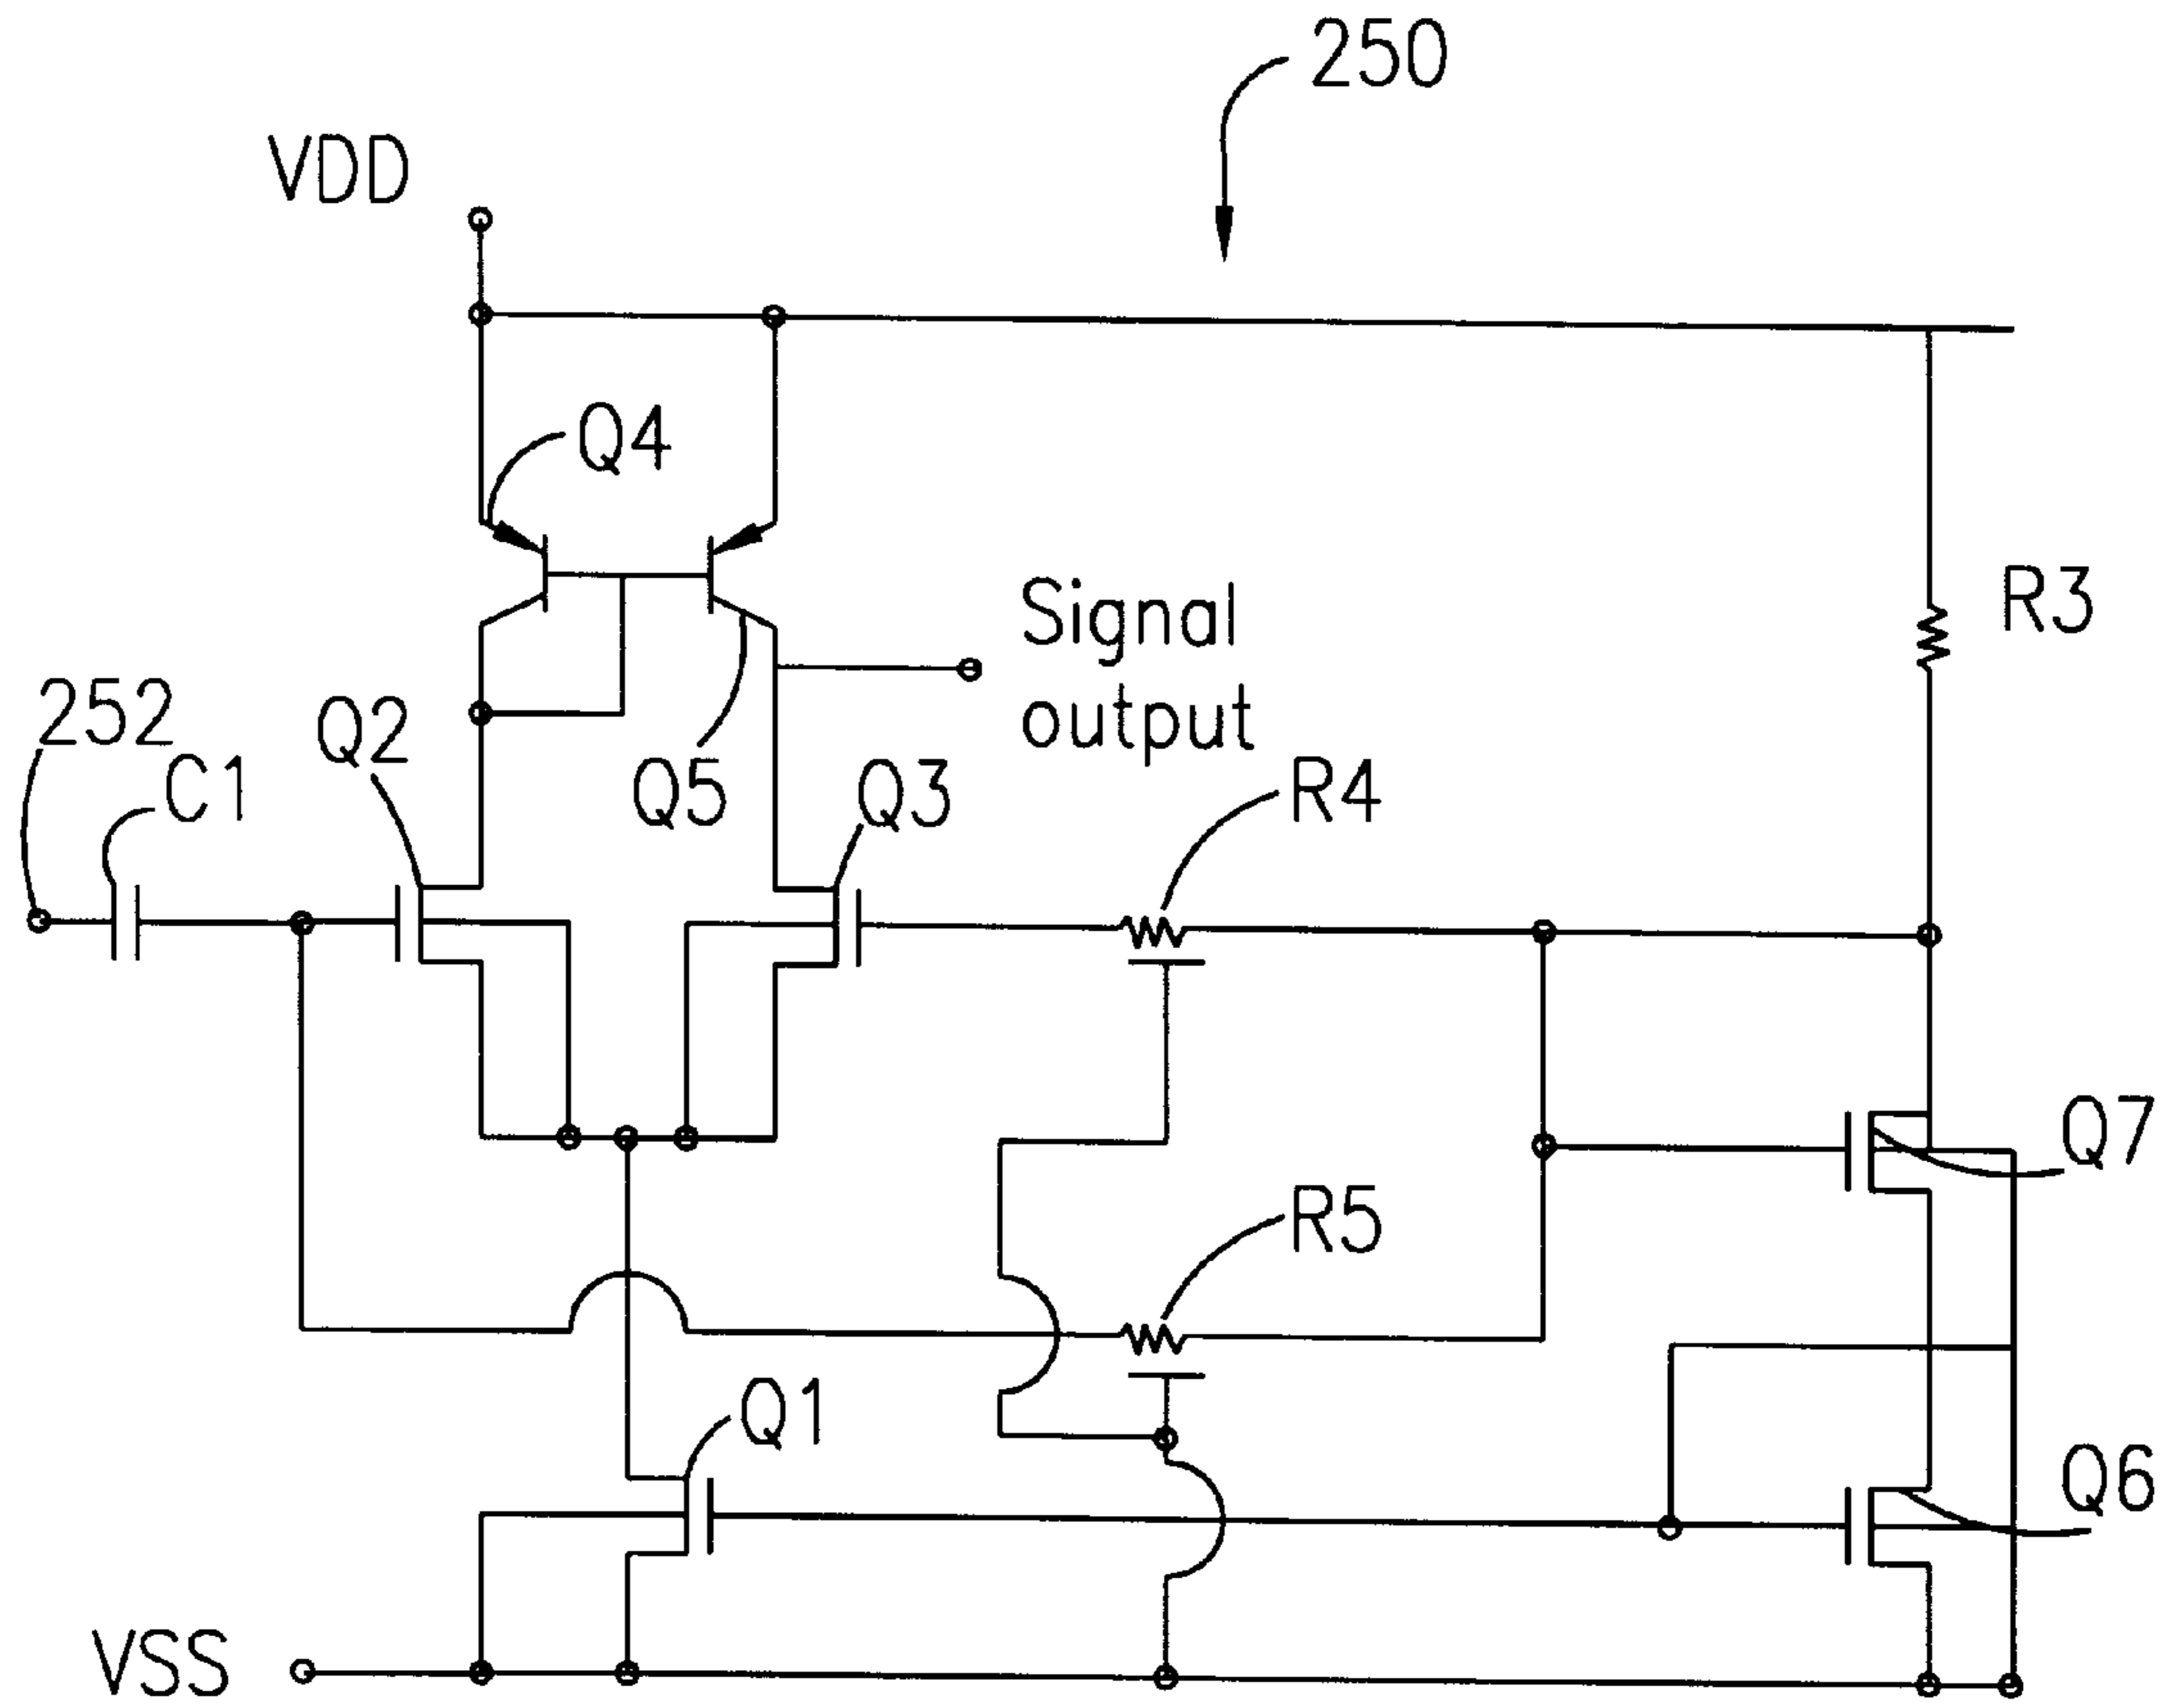 250
VDD
Q4
R3
Signal
output
252
C1
Q2
Q5
Q3
R4
Q7
R5
Q1
Q6
VSS